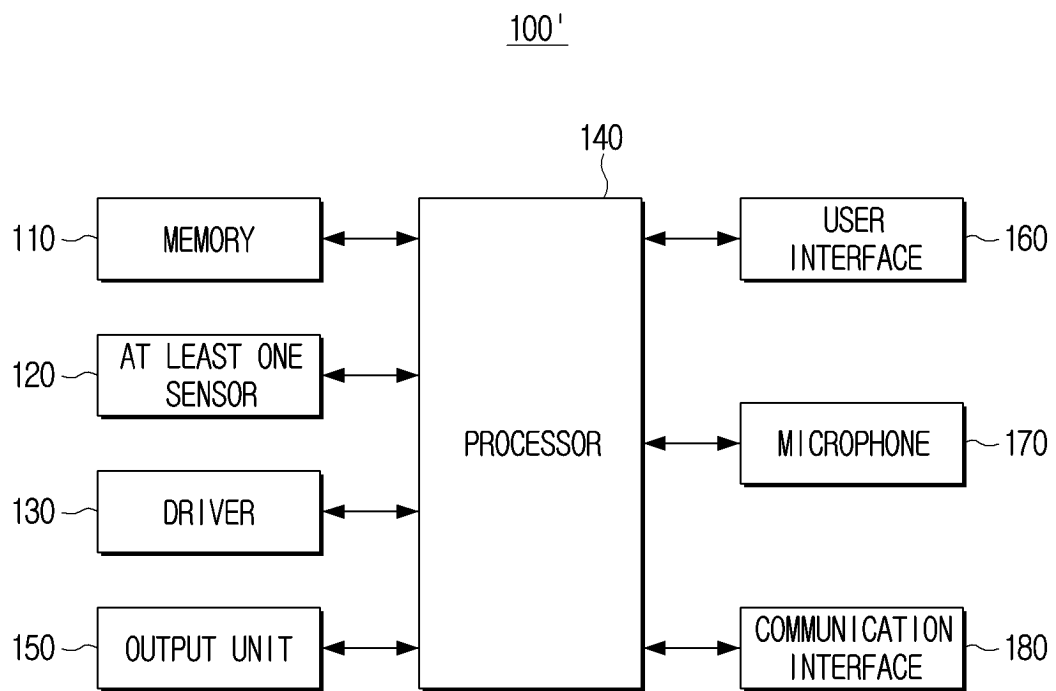 100'
140
110
MEMORY
USER
INTERFACE
160
120
AT LEAST ONE
SENSOR
PROCESSOR
MICROPHONE
170
130
DRIVER
150
OUTPUT UNIT
COMMUNICATION
INTERFACE
180